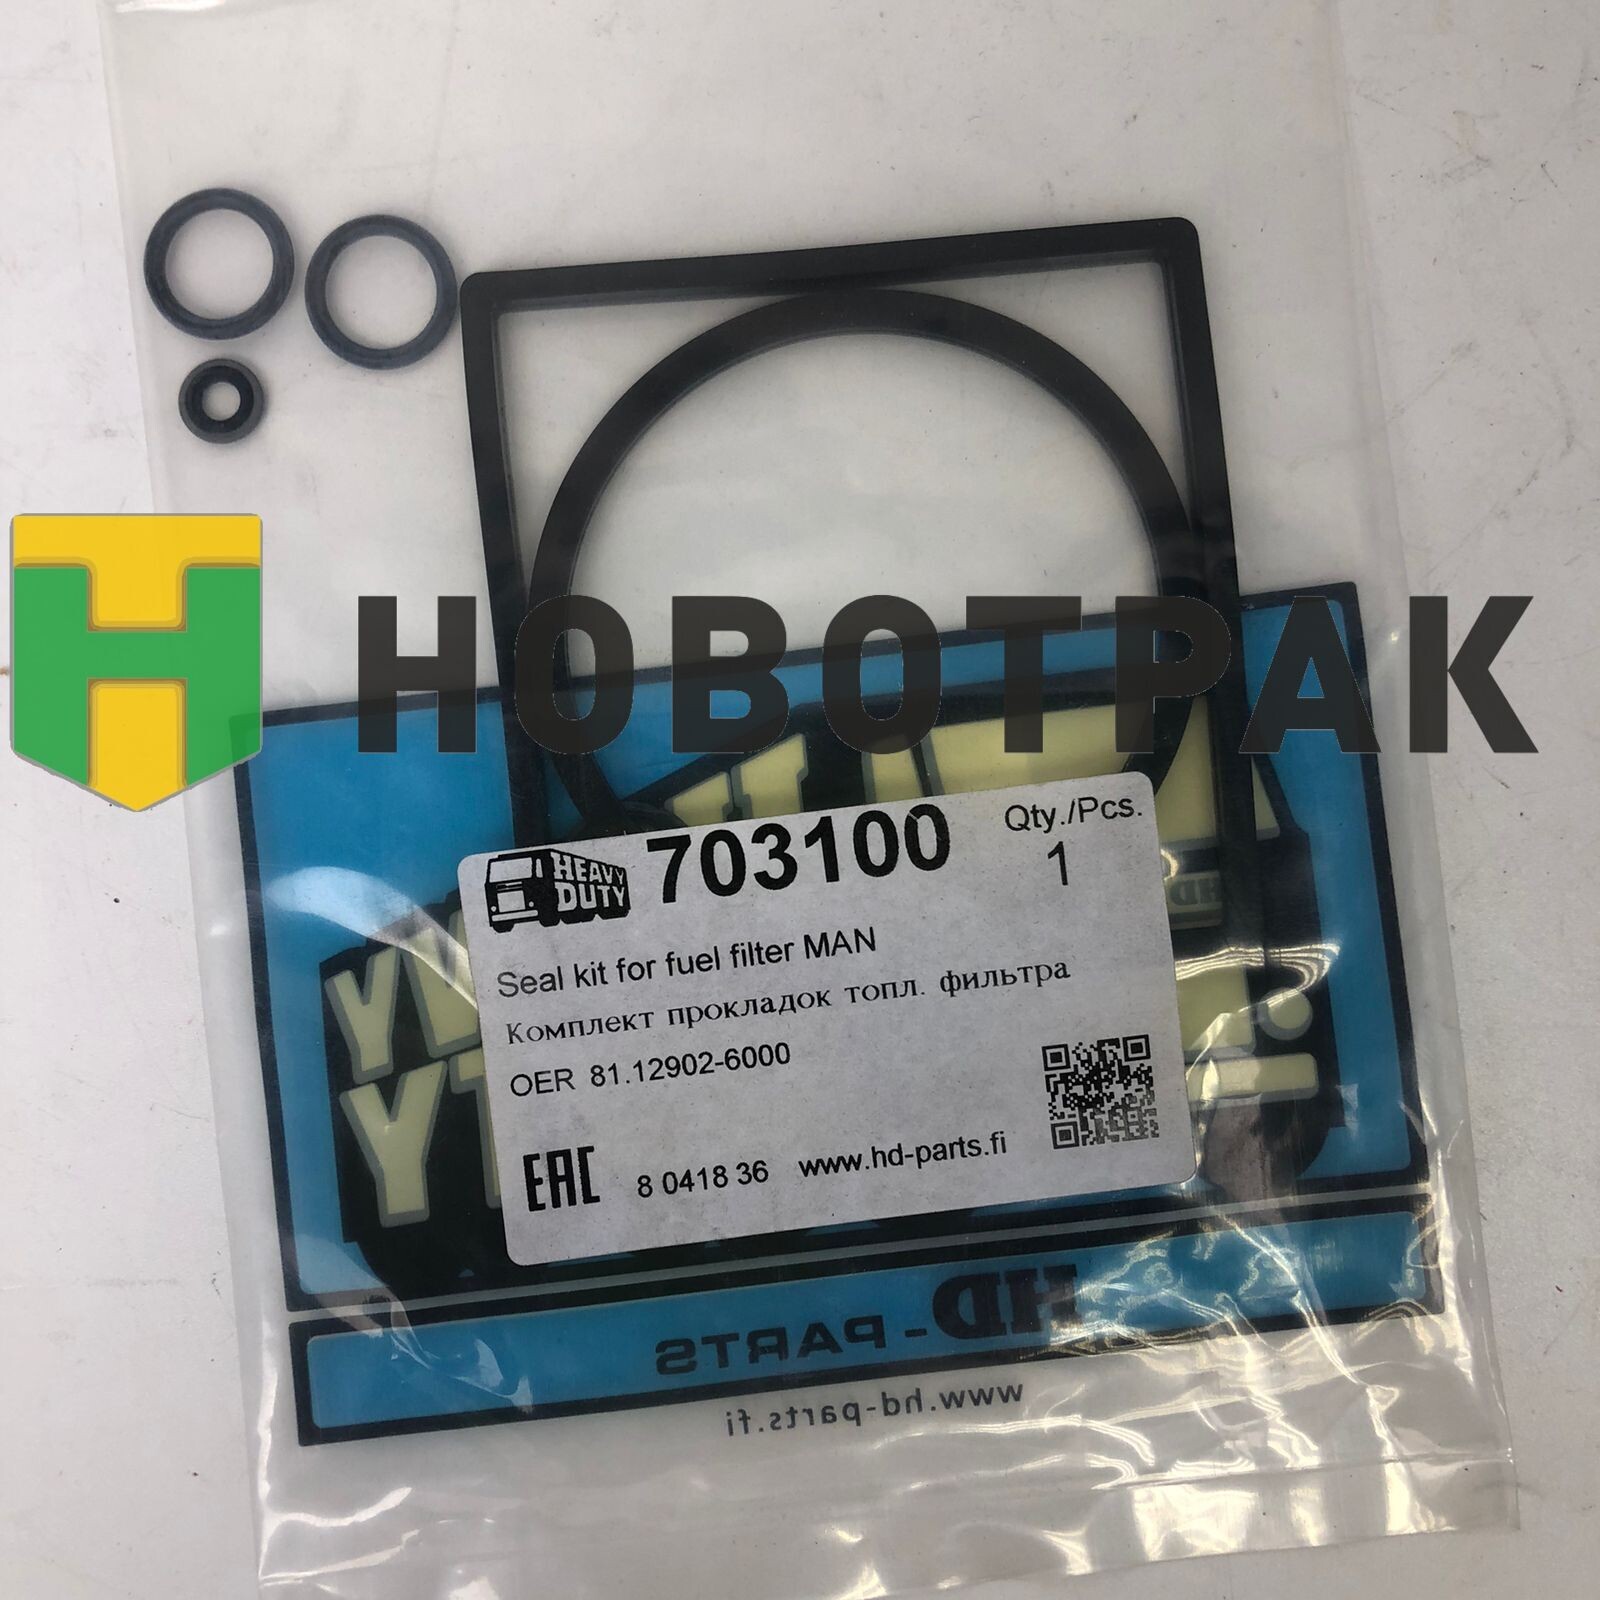 НОВОТРАК
HEAVY
DUTY
703100
Qty./Pcs.
1
Seal kit for fuel filter MAN
Комплект прокладок топл. фильтра
OER 81.12902-6000
EAC
8 0418 36
www.hd-parts.fi
HD - PARTS
www.hd-parts.fi